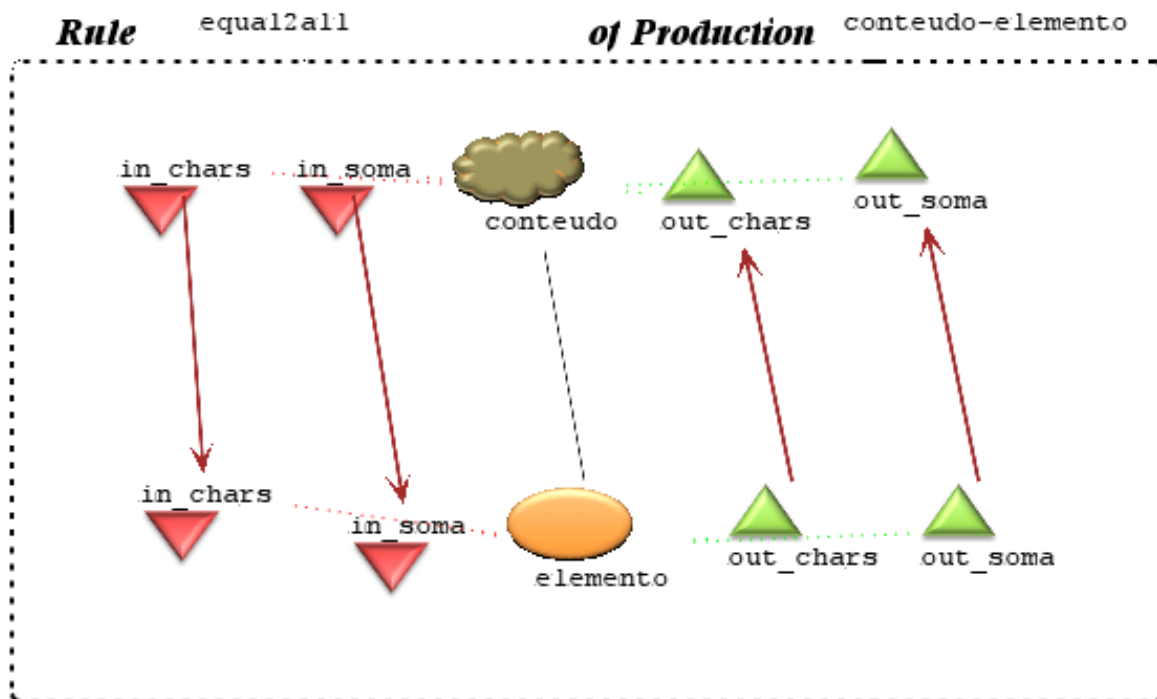 Rule equal2all of Production conteudo-elemento
in_chars in_soma conteudo out_chars out_soma
in_chars in_soma elemento out_chars out_soma